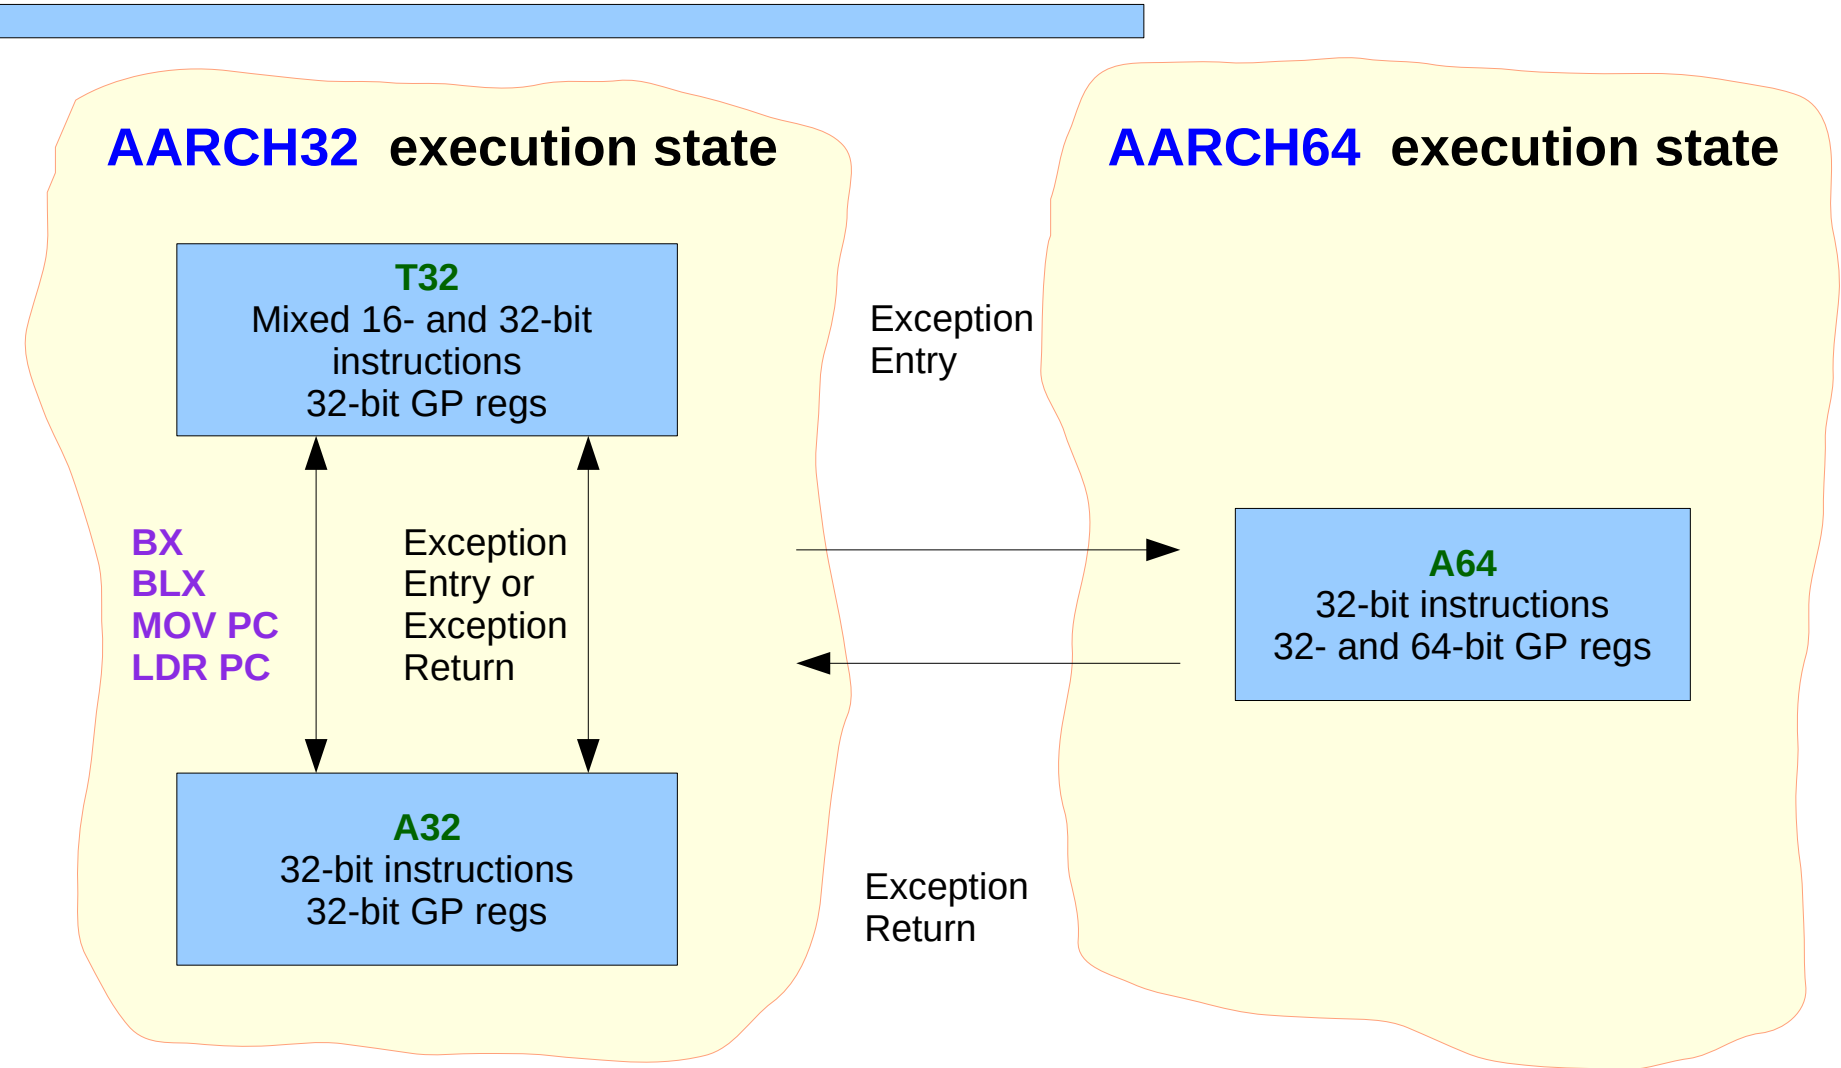 AARCH32 execution state
T32
Mixed 16- and 32-bit
instructions
32-bit GP regs
BX
BLX
MOV PC
LDR PC
Exception
Entry or
Exception
Return
A32
32-bit instructions
32-bit GP regs
Exception
Entry
Exception
Return
AARCH64 execution state
A64
32-bit instructions
32- and 64-bit GP regs